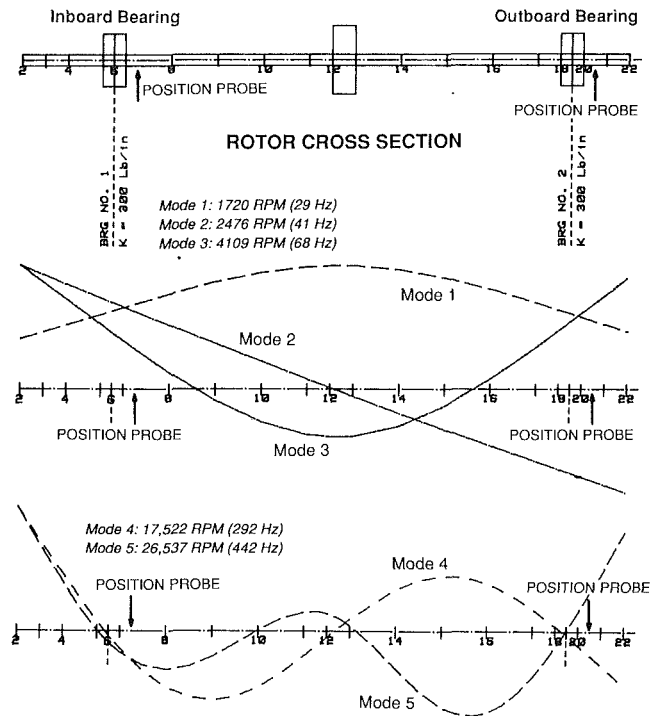 Inboard Bearing
Outboard Bearing
2 4 6 8 10 12 14 16 18 20 22
POSITION PROBE
POSITION PROBE
ROTOR CROSS SECTION
BRG NO. 1
K = 300 Lb/in
BRG NO. 2
K = 300 Lb/in
Mode 1: 1720 RPM (29 Hz)
Mode 2: 2476 RPM (41 Hz)
Mode 3: 4109 RPM (68 Hz)
Mode 1
Mode 2
2 4 6 8 10 12 14 16 18 20 22
POSITION PROBE
POSITION PROBE
Mode 3
Mode 4: 17,522 RPM (292 Hz)
Mode 5: 26,537 RPM (442 Hz)
Mode 4
POSITION PROBE
POSITION PROBE
2 4 6 8 10 12 14 16 18 20 22
Mode 5